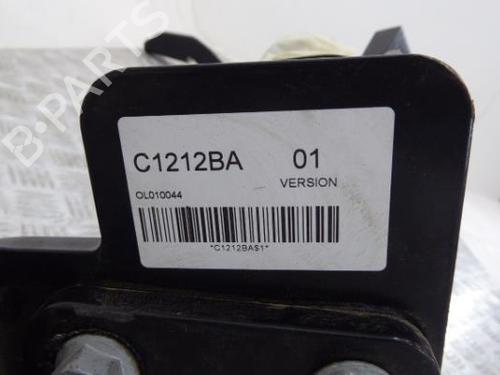 B-PARTS
C1212BA 01
VERSION
OL010044
*C1212BA$1*